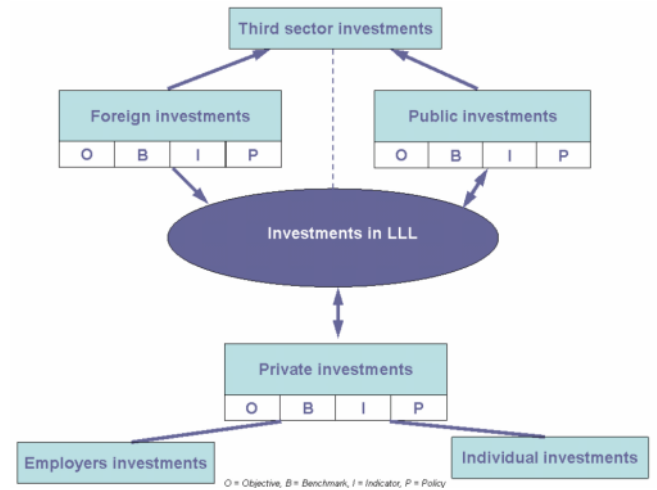 Third sector investments
Foreign investments
O B I P
Public investments
O B I P
Investments in LLL
Private investments
O B I P
Employers investments
Individual investments
O = Objective, B = Benchmark, I = Indicator, P = Policy